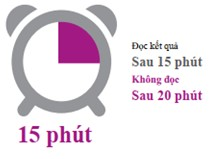 Đọc kết quả
Sau 15 phút
Không đọc
Sau 20 phút
15 phút